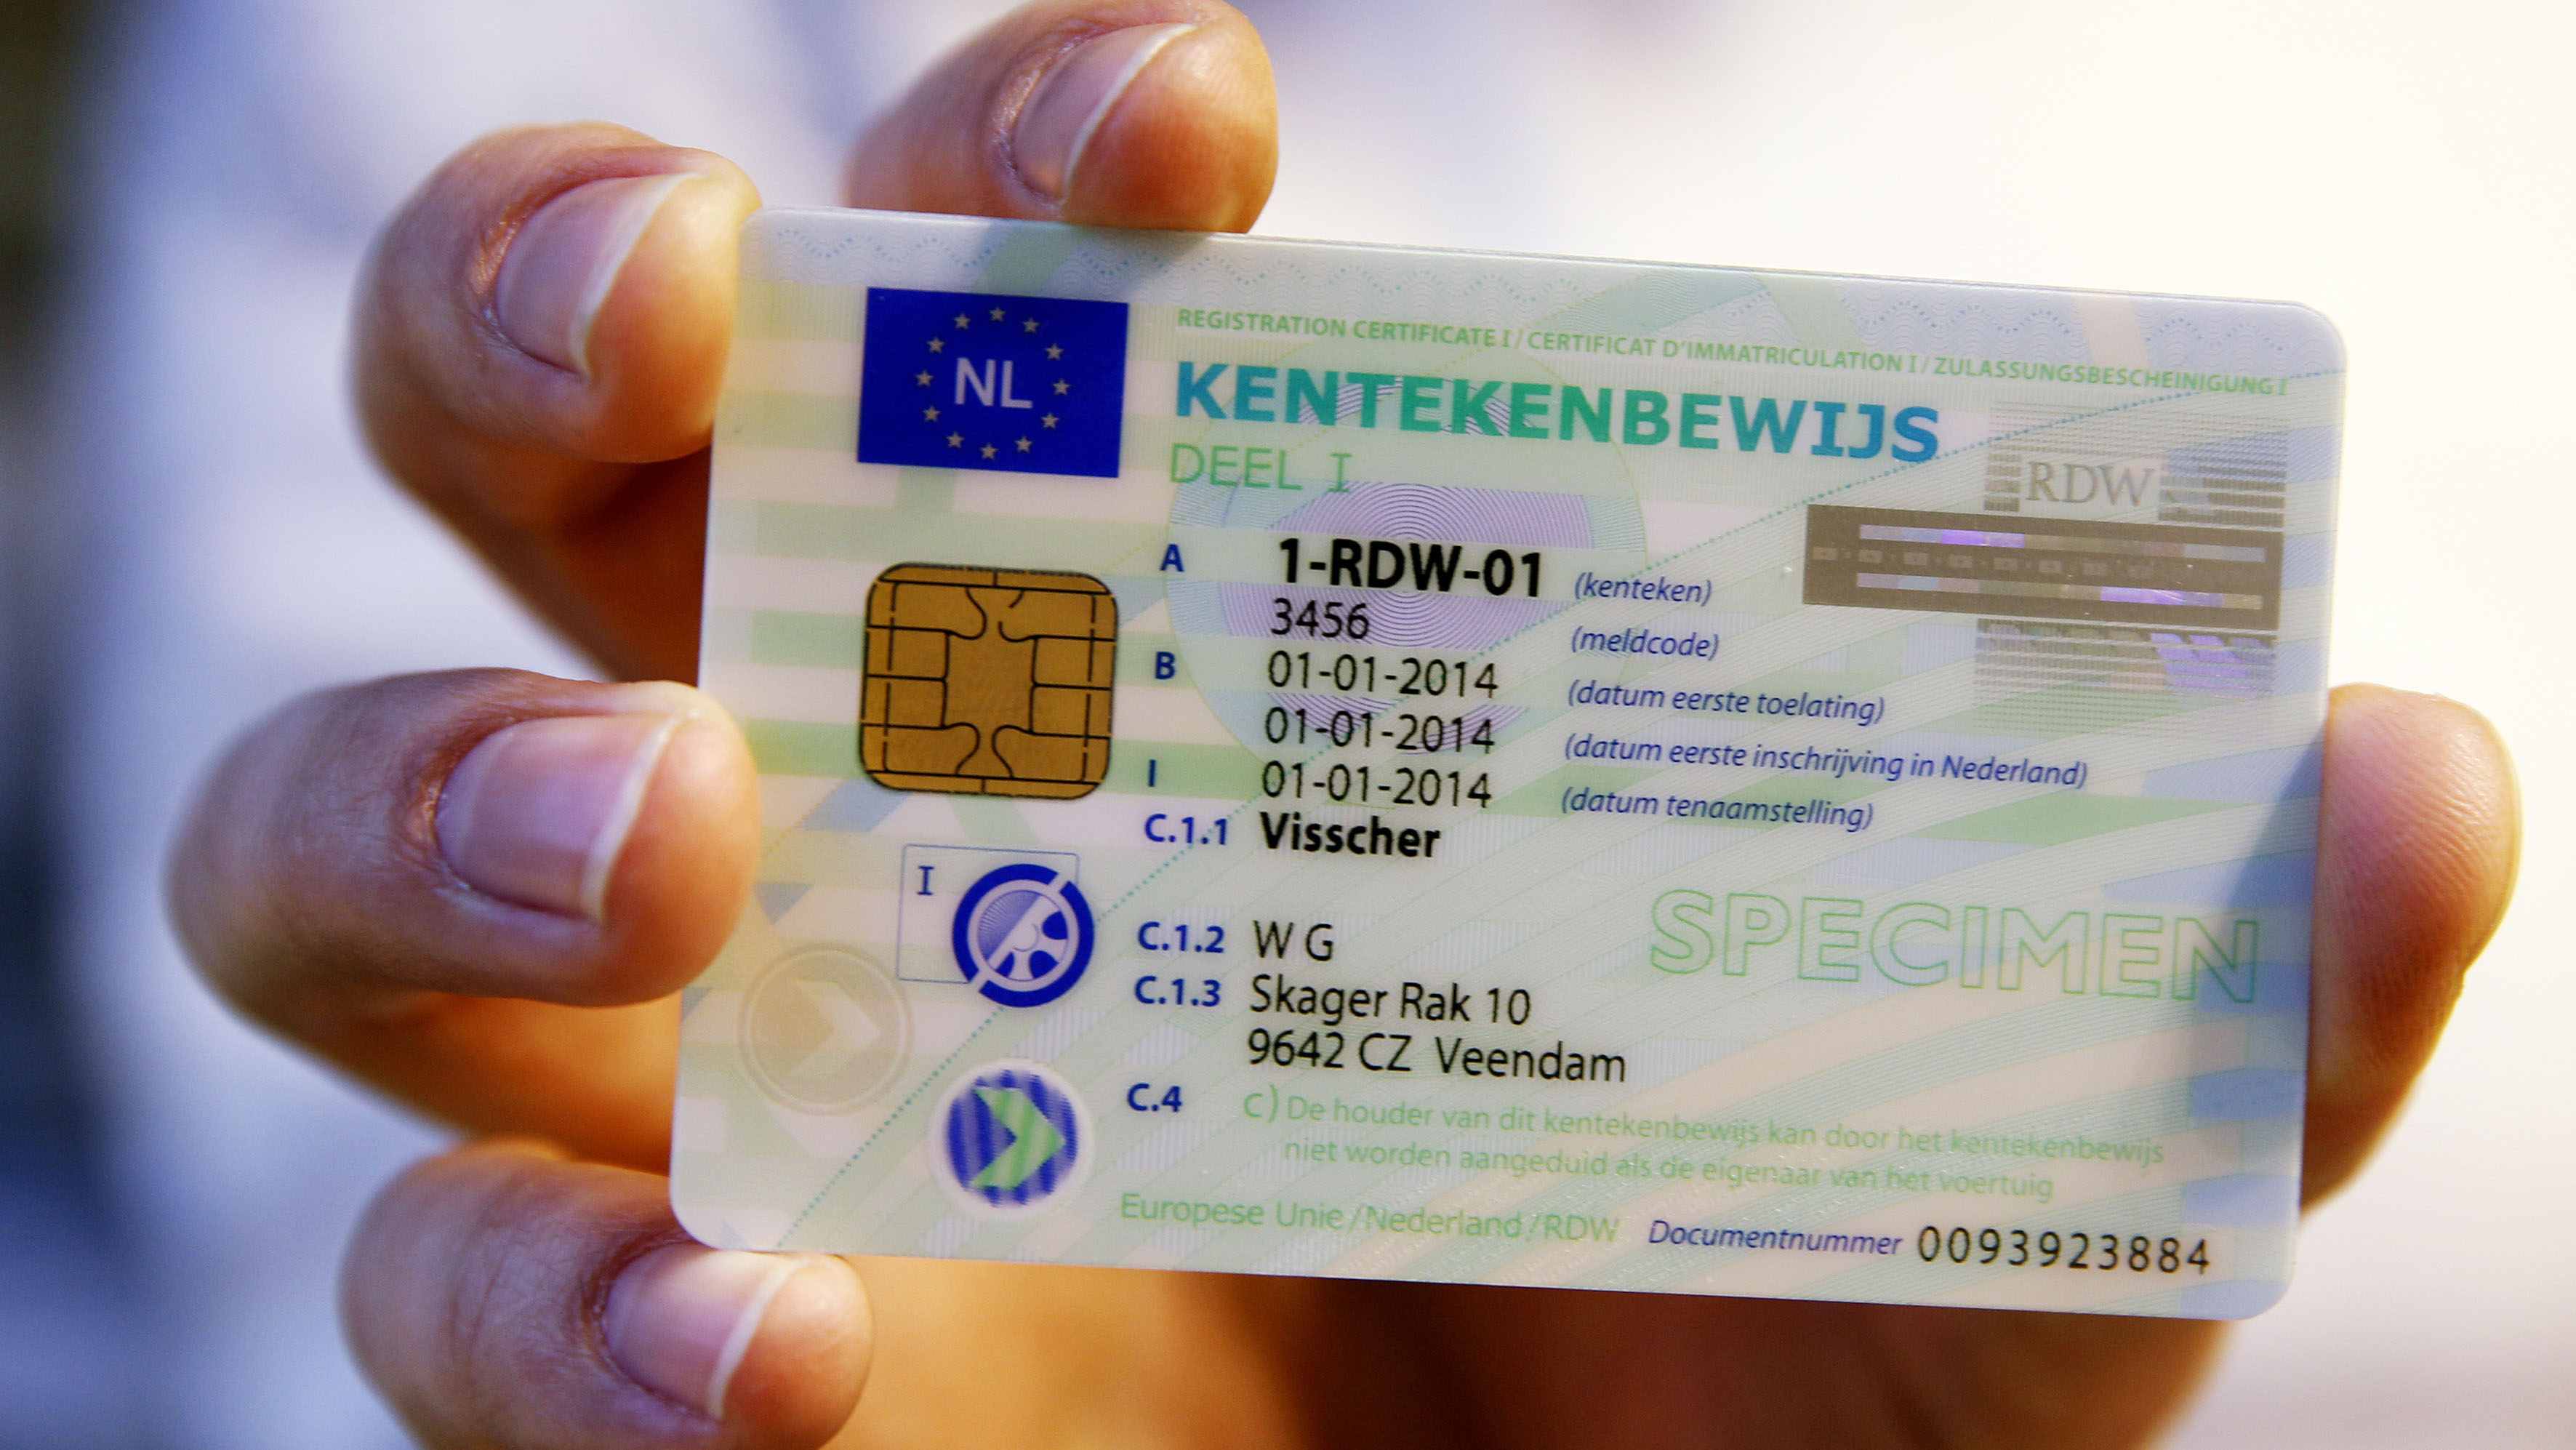 NL
REGISTRATION CERTIFICATE I / CERTIFICAT D'IMMATRICULATION I / ZULASSUNGSBESCHEINIGUNG I
KENTEKENBEWIJS
DEEL I
RDW
A 1-RDW-01 (kenteken)
3456 (meldcode)
B 01-01-2014 (datum eerste toelating)
01-01-2014 (datum eerste inschrijving in Nederland)
I 01-01-2014 (datum tenaamstelling)
C.1.1 Visscher
I
SPECIMEN
C.1.2 W G
C.1.3 Skager Rak 10
9642 CZ Veendam
C.4 c) De houder van dit kentekenbewijs kan door het kentekenbewijs
niet worden aangeduid als de eigenaar van het voertuig
Europese Unie/Nederland/RDW Documentnummer 0093923884